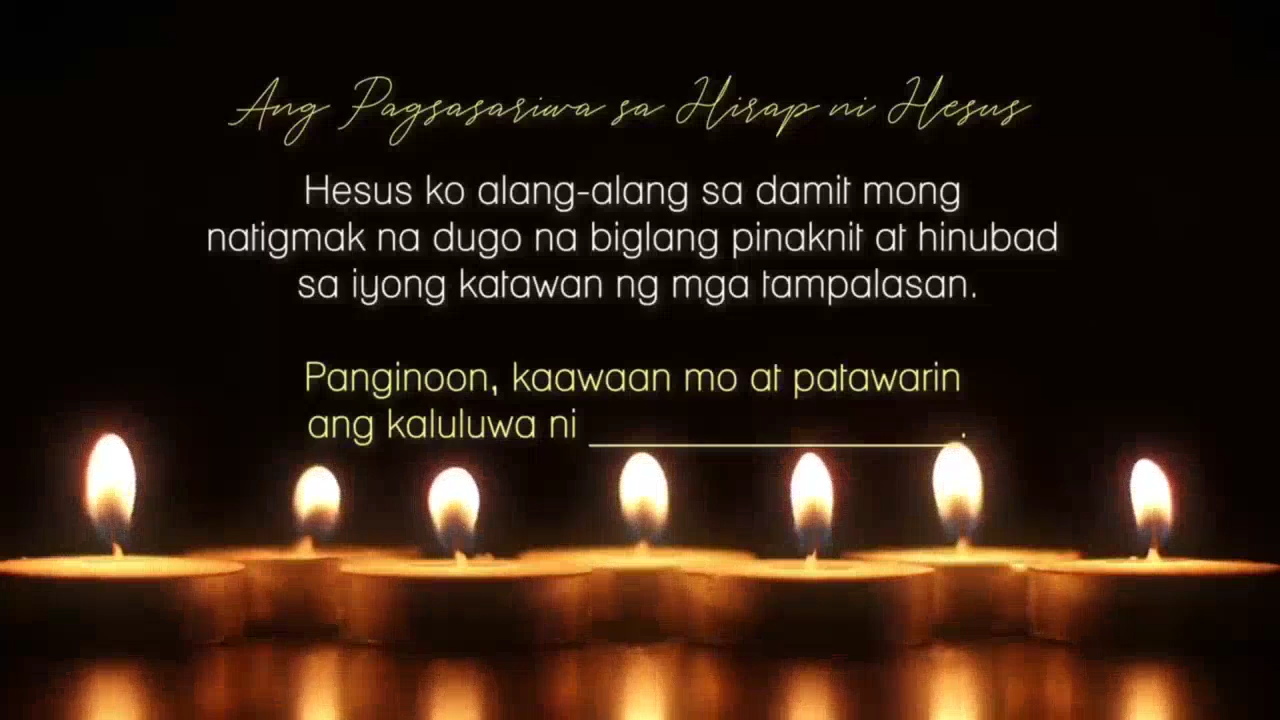 Ang Pagsasariwa sa Hirap ni Hesus
Hesus ko alang-alang sa damit mong
natigmak na dugo na biglang pinaknit at hinubad
sa iyong katawan ng mga tampalasan.
Panginoon, kaawaan mo at patawarin
ang kaluluwa ni ____________________.